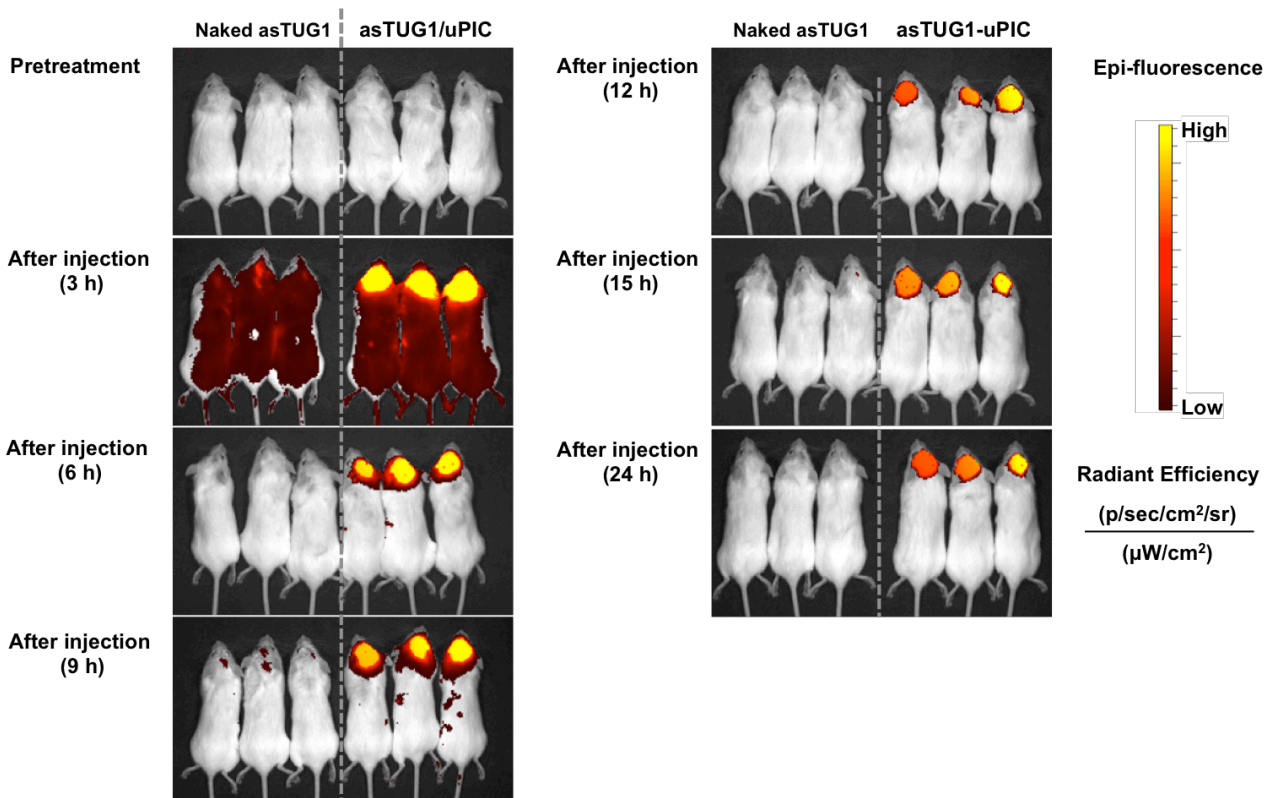 Naked asTUG1
asTUG1/uPIC
Pretreatment
After injection
(3 h)
After injection
(6 h)
After injection
(9 h)
Naked asTUG1
asTUG1-uPIC
After injection
(12 h)
After injection
(15 h)
After injection
(24 h)
Epi-fluorescence
High
Low
Radiant Efficiency
(p/sec/cm²/sr)
(µW/cm²)